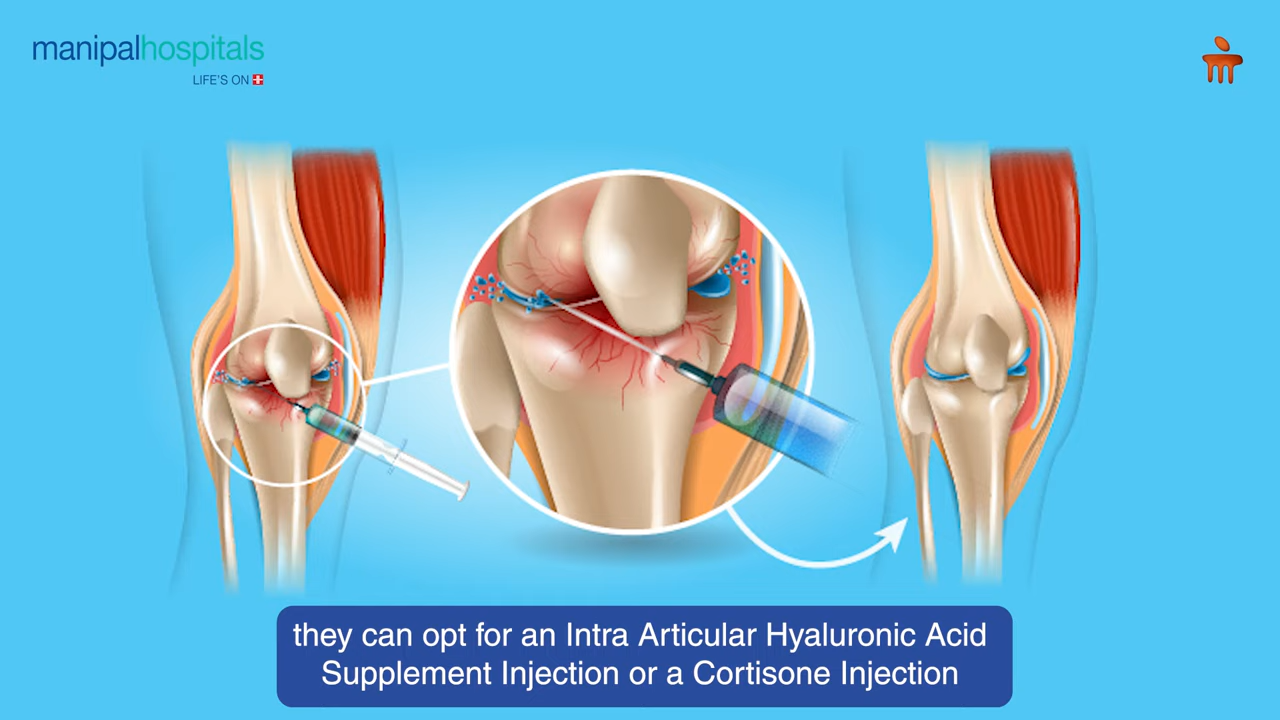 manipalhospitals
LIFE'S ON
they can opt for an Intra Articular Hyaluronic Acid
Supplement Injection or a Cortisone Injection